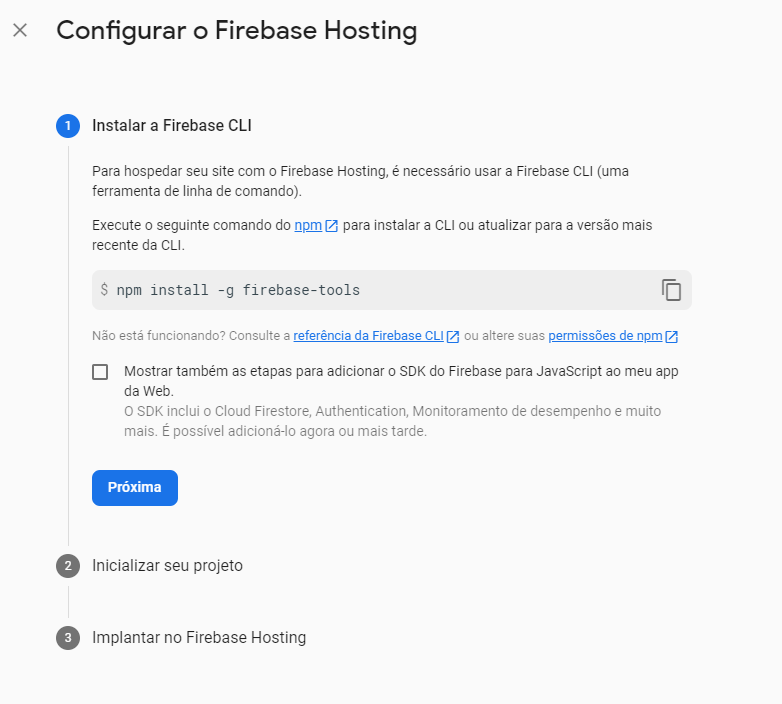 Configurar o Firebase Hosting
1 Instalar a Firebase CLI
Para hospedar seu site com o Firebase Hosting, é necessário usar a Firebase CLI (uma
ferramenta de linha de comando).
Execute o seguinte comando do npm para instalar a CLI ou atualizar para a versão mais
recente da CLI.
$ npm install -g firebase-tools
Não está funcionando? Consulte a referência da Firebase CLI ou altere suas permissões de npm
Mostrar também as etapas para adicionar o SDK do Firebase para JavaScript ao meu app
da Web.
O SDK inclui o Cloud Firestore, Authentication, Monitoramento de desempenho e muito
mais. É possível adicioná-lo agora ou mais tarde.
Próxima
2 Inicializar seu projeto
3 Implantar no Firebase Hosting